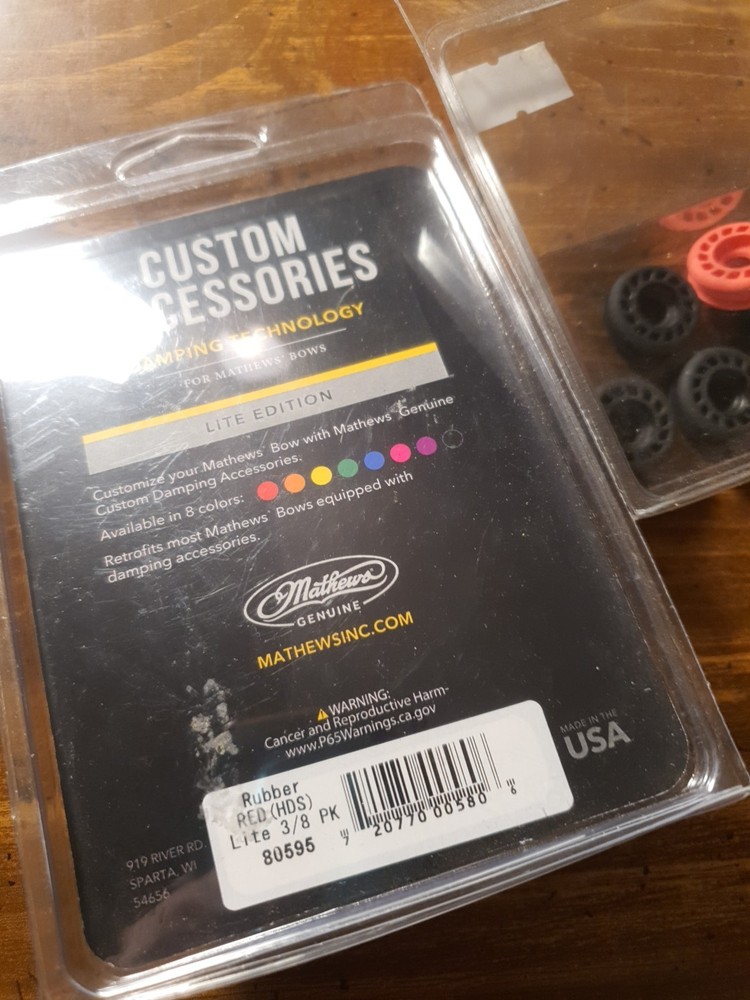 CUSTOM
CESSORIES
DAMPING TECHNOLOGY
FOR MATHEWS' BOWS
LITE EDITION
Customize your Mathews' Bow with Mathews' Genuine
Custom Damping Accessories.
Available in 8 colors:
Retrofits most Mathews' Bows equipped with
damping accessories.
Mathews
GENUINE
MATHEWSINC.COM
WARNING:
Cancer and Reproductive Harm-
www.P65Warnings.ca.gov
MADE IN THE
USA
Rubber
RED (HDS)
Lite 3/8 PK
80595
7 20770 00580 6
919 RIVER RD.
SPARTA, WI
54656